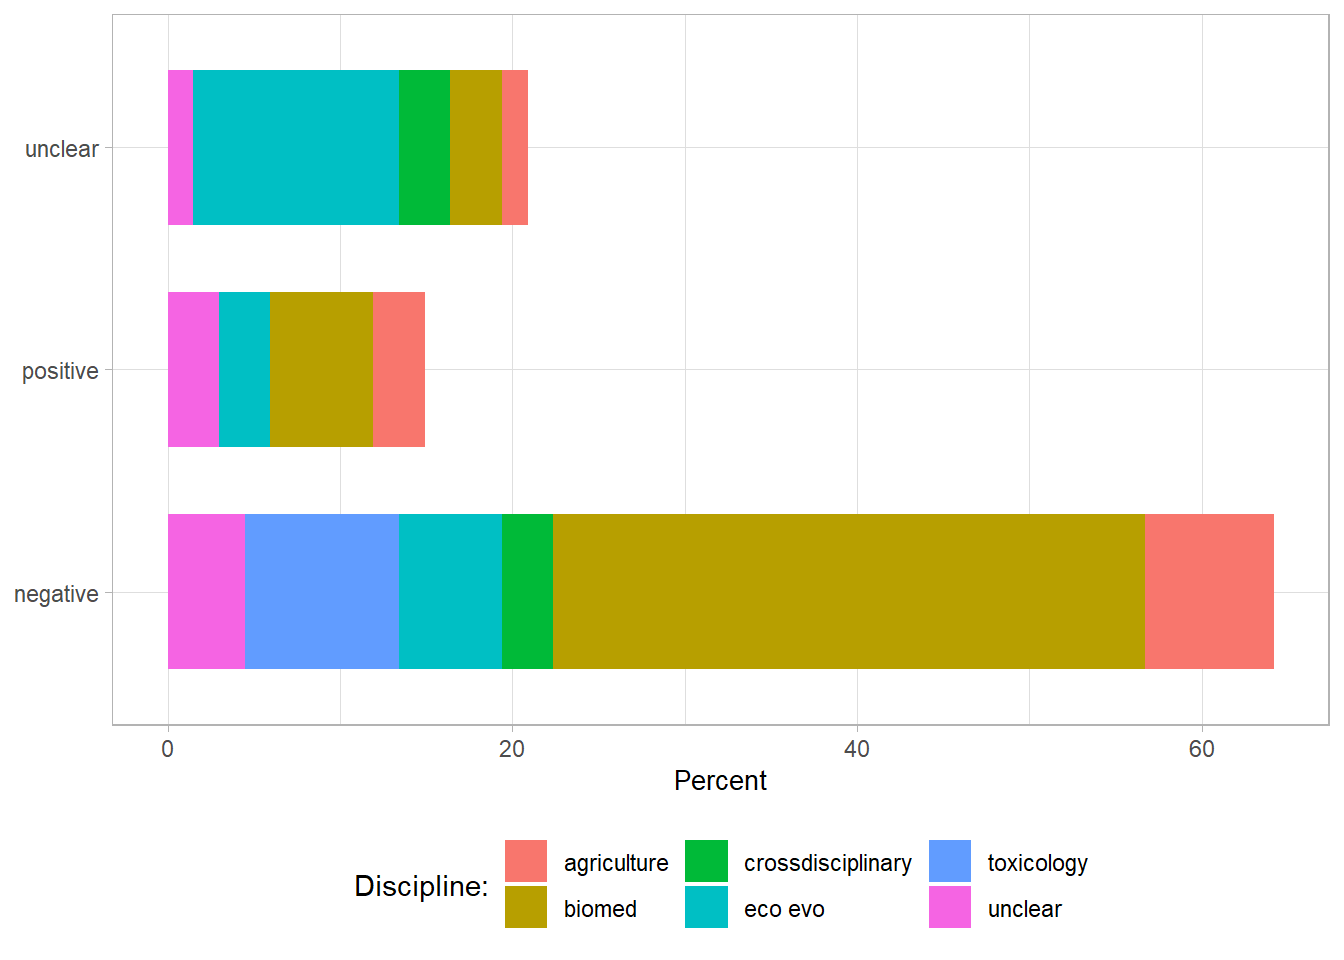 unclear
positive
negative
0 20 40 60
Percent
Discipline:
agriculture crossdisciplinary toxicology
biomed eco evo unclear